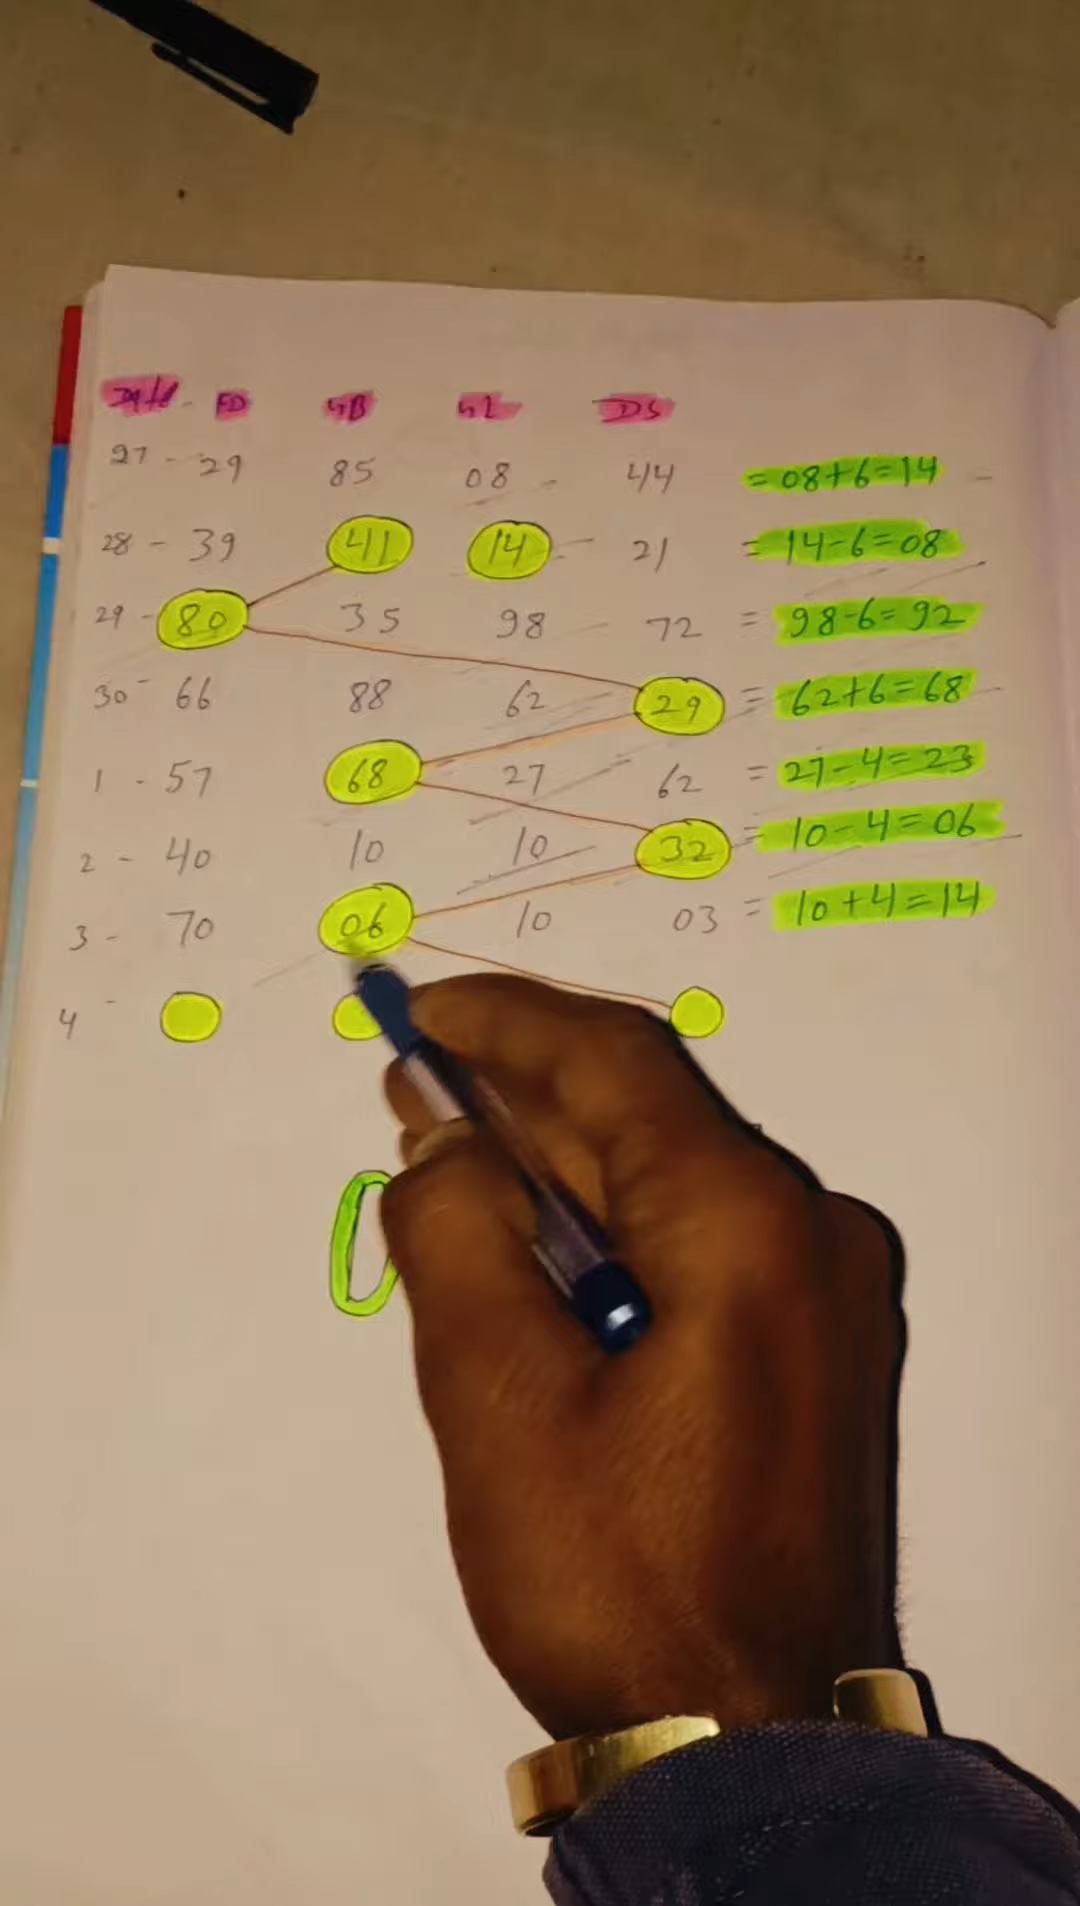 Date FD GB GL DS
27 - 29 85 08 - 44 = 08+6=14
28 - 39 41 14 - 21 = 14-6=08
29 - 80 35 98 - 72 = 98-6=92
30 - 66 88 62 29 = 62+6=68
1 - 57 68 27 62 = 27-4=23
2 - 40 10 10 32 = 10-4=06
3 - 70 06 10 03 = 10+4=14
4 -